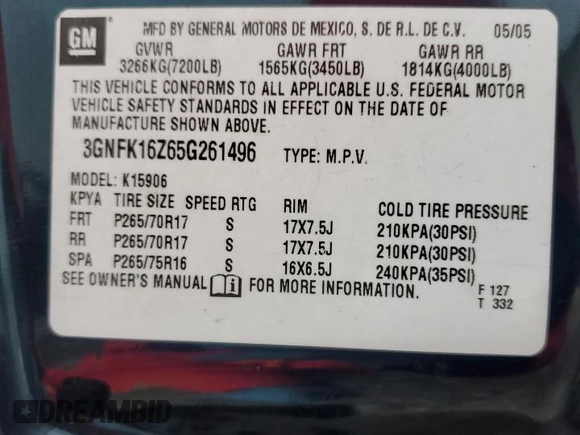 GM
MFD BY GENERAL MOTORS DE MEXICO, S. DE R.L. DE C.V. 05/05
GVWR GAWR FRT GAWR RR
3266KG(7200LB) 1565KG(3450LB) 1814KG(4000LB)
THIS VEHICLE CONFORMS TO ALL APPLICABLE U.S. FEDERAL MOTOR
VEHICLE SAFETY STANDARDS IN EFFECT ON THE DATE OF
MANUFACTURE SHOWN ABOVE.
3GNFK16Z65G261496 TYPE: M.P.V.
MODEL: K15906
KPYA TIRE SIZE SPEED RTG RIM COLD TIRE PRESSURE
FRT P265/70R17 S 17X7.5J 210KPA(30PSI)
RR P265/70R17 S 17X7.5J 210KPA(30PSI)
SPA P265/75R16 S 16X6.5J 240KPA(35PSI)
SEE OWNER'S MANUAL FOR MORE INFORMATION.
F 127
T 332
DREAMBID